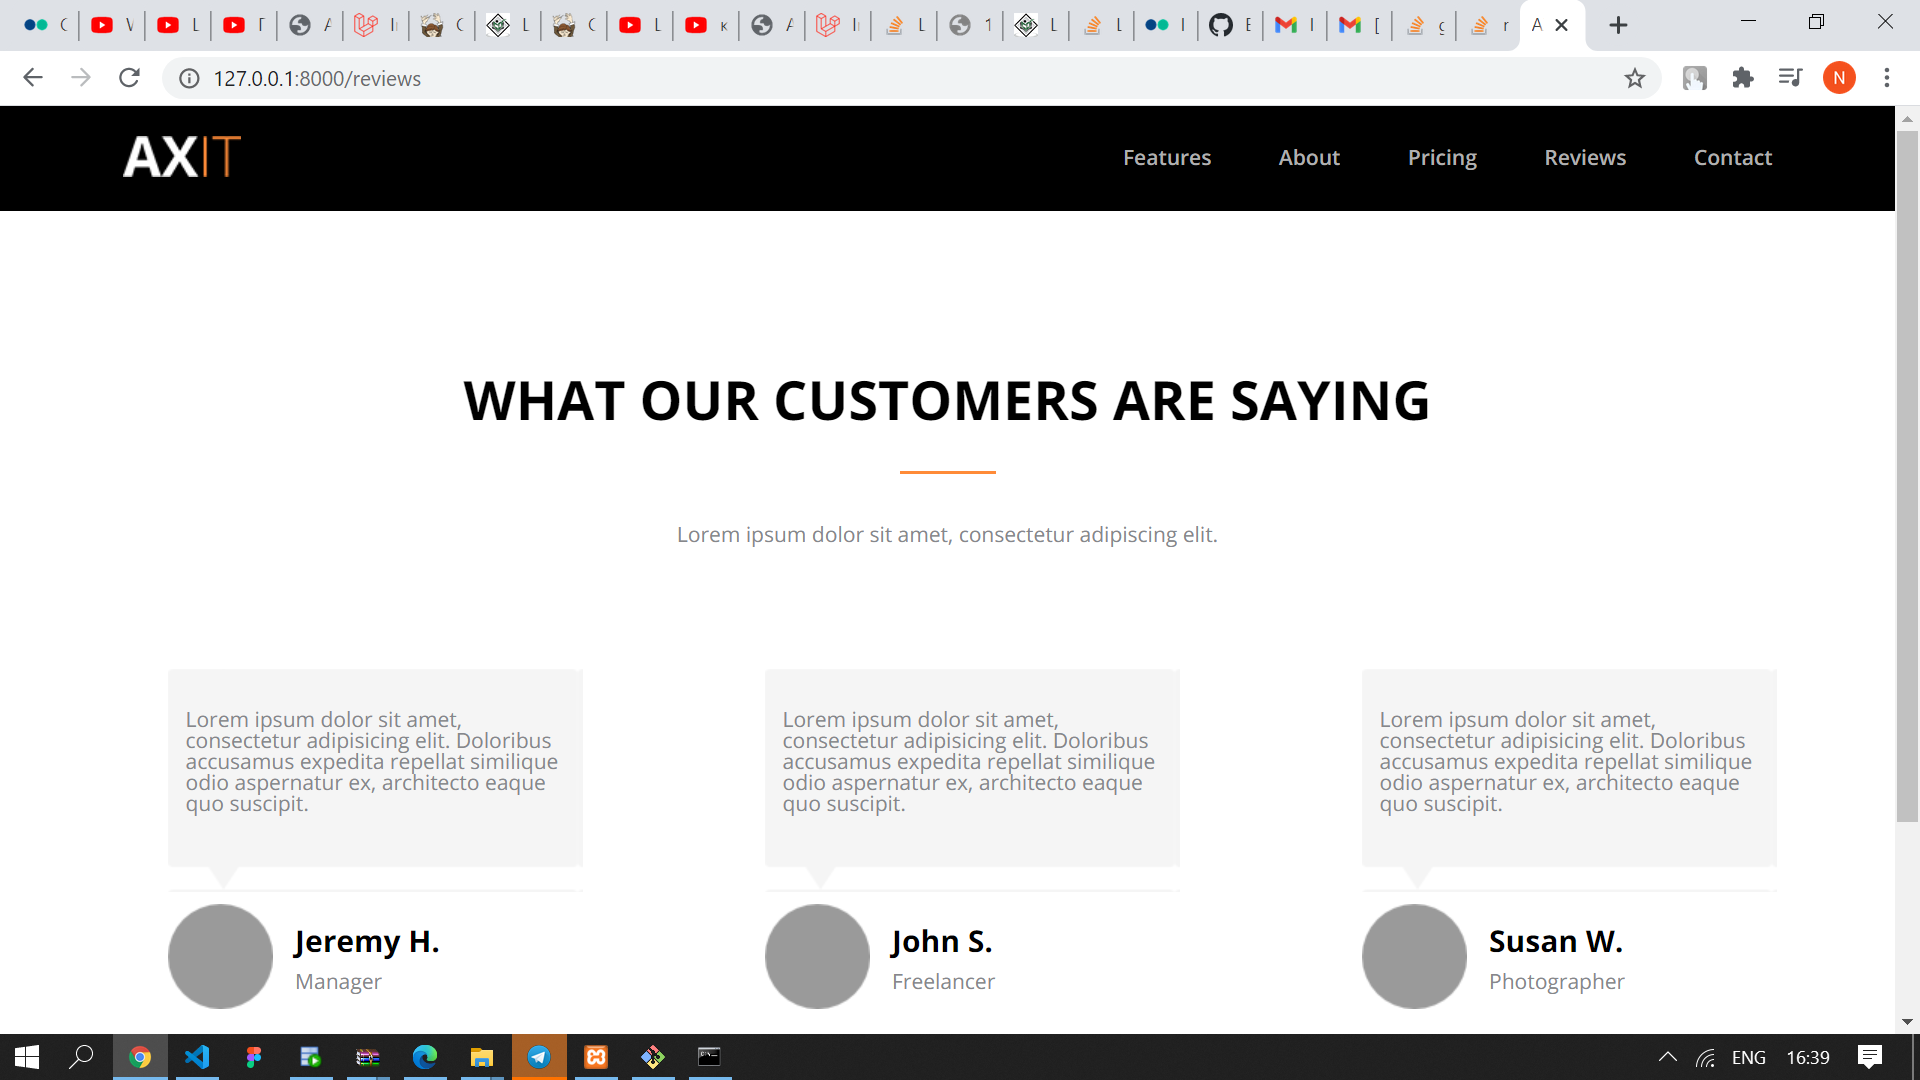 127.0.0.1:8000/reviews
N
AXIT
Features About Pricing Reviews Contact
WHAT OUR CUSTOMERS ARE SAYING
Lorem ipsum dolor sit amet, consectetur adipiscing elit.
Lorem ipsum dolor sit amet,
consectetur adipisicing elit. Doloribus
accusamus expedita repellat similique
odio aspernatur ex, architecto eaque
quo suscipit.
Jeremy H.
Manager
Lorem ipsum dolor sit amet,
consectetur adipisicing elit. Doloribus
accusamus expedita repellat similique
odio aspernatur ex, architecto eaque
quo suscipit.
John S.
Freelancer
Lorem ipsum dolor sit amet,
consectetur adipisicing elit. Doloribus
accusamus expedita repellat similique
odio aspernatur ex, architecto eaque
quo suscipit.
Susan W.
Photographer
ENG 16:39